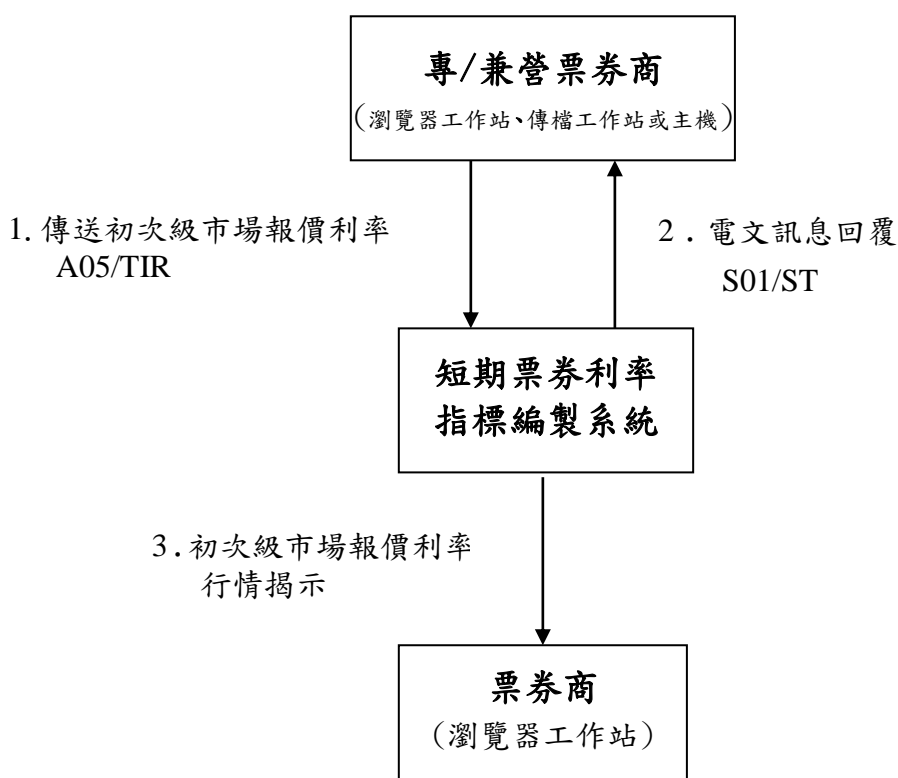 專/兼營票券商
(瀏覽器工作站、傳檔工作站或主機)
1.傳送初次級市場報價利率
A05/TIR
2.電文訊息回覆
S01/ST
短期票券利率
指標編製系統
3.初次級市場報價利率
行情揭示
票券商
(瀏覽器工作站)